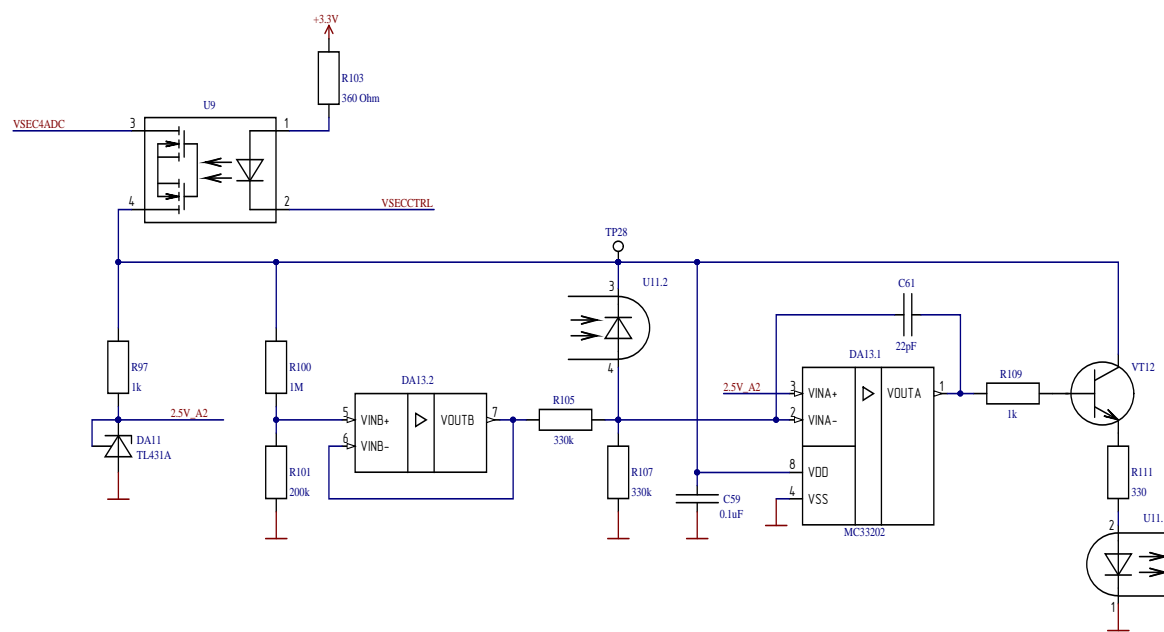 +3.3V
R103
360 Ohm
U9
VSEC4ADC
3
1
4
2
VSECCTRL
TP28
3
U11.2
4
C61
22pF
R97
1k
R100
1M
DA13.2
5
VINB+
VOUTB
7
6
VINB-
R105
330k
DA13.1
2.5V_A2
3
VINA+
VOUTA
1
2
VINA-
8
VDD
4
VSS
MC33202
R109
1k
VT12
2.5V_A2
DA11
TL431A
R101
200k
R107
330k
C59
0.1uF
R111
330
2
U11.
1